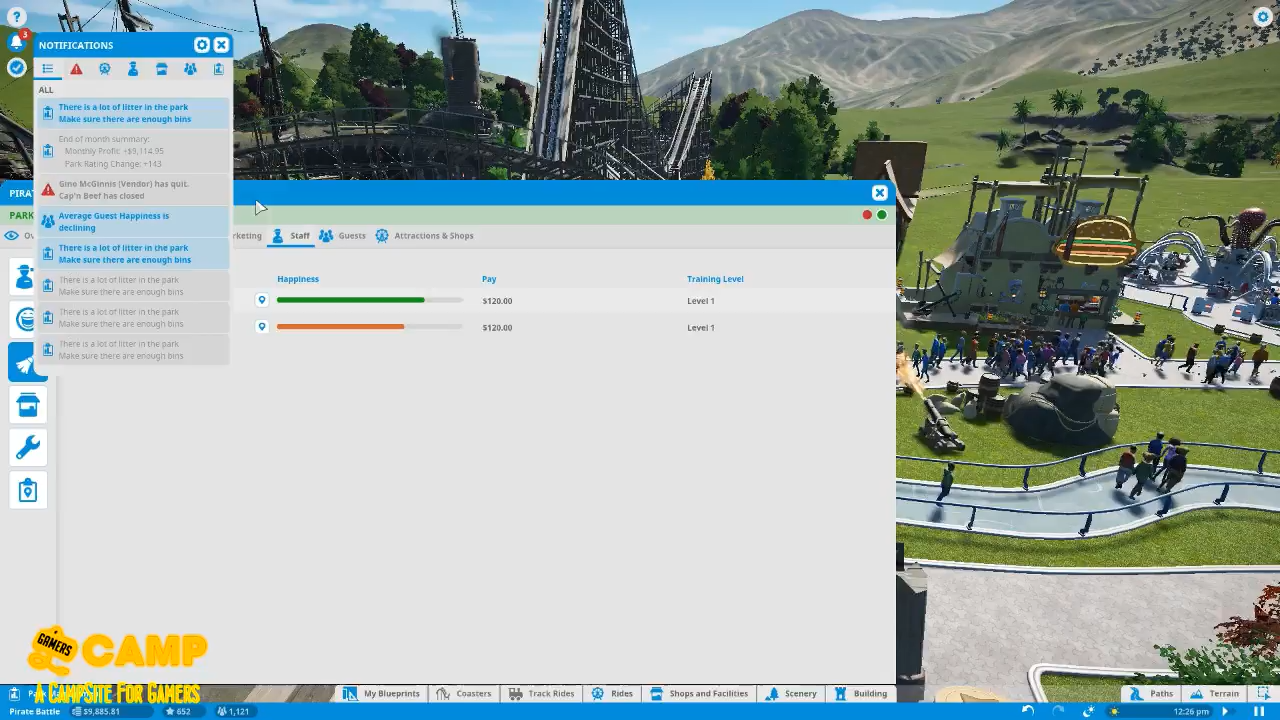 ?
3
NOTIFICATIONS
ALL
There is a lot of litter in the park
Make sure there are enough bins
End of month summary:
Monthly Profit: +$9,114.95
Park Rating Change: +143
Gino McGinnis (Vendor) has quit.
Cap'n Beef has closed
Average Guest Happiness is
declining
There is a lot of litter in the park
Make sure there are enough bins
There is a lot of litter in the park
Make sure there are enough bins
There is a lot of litter in the park
Make sure there are enough bins
There is a lot of litter in the park
Make sure there are enough bins
Staff
Guests
Attractions & Shops
Happiness
Pay
Training Level
$120.00
Level 1
$120.00
Level 1
GAMERS
CAMP
A CAMPSITE FOR GAMERS
My Blueprints
Coasters
Track Rides
Rides
Shops and Facilities
Scenery
Building
Paths
Terrain
Pirate Battle
$9,885.81
652
1,121
12:26 pm